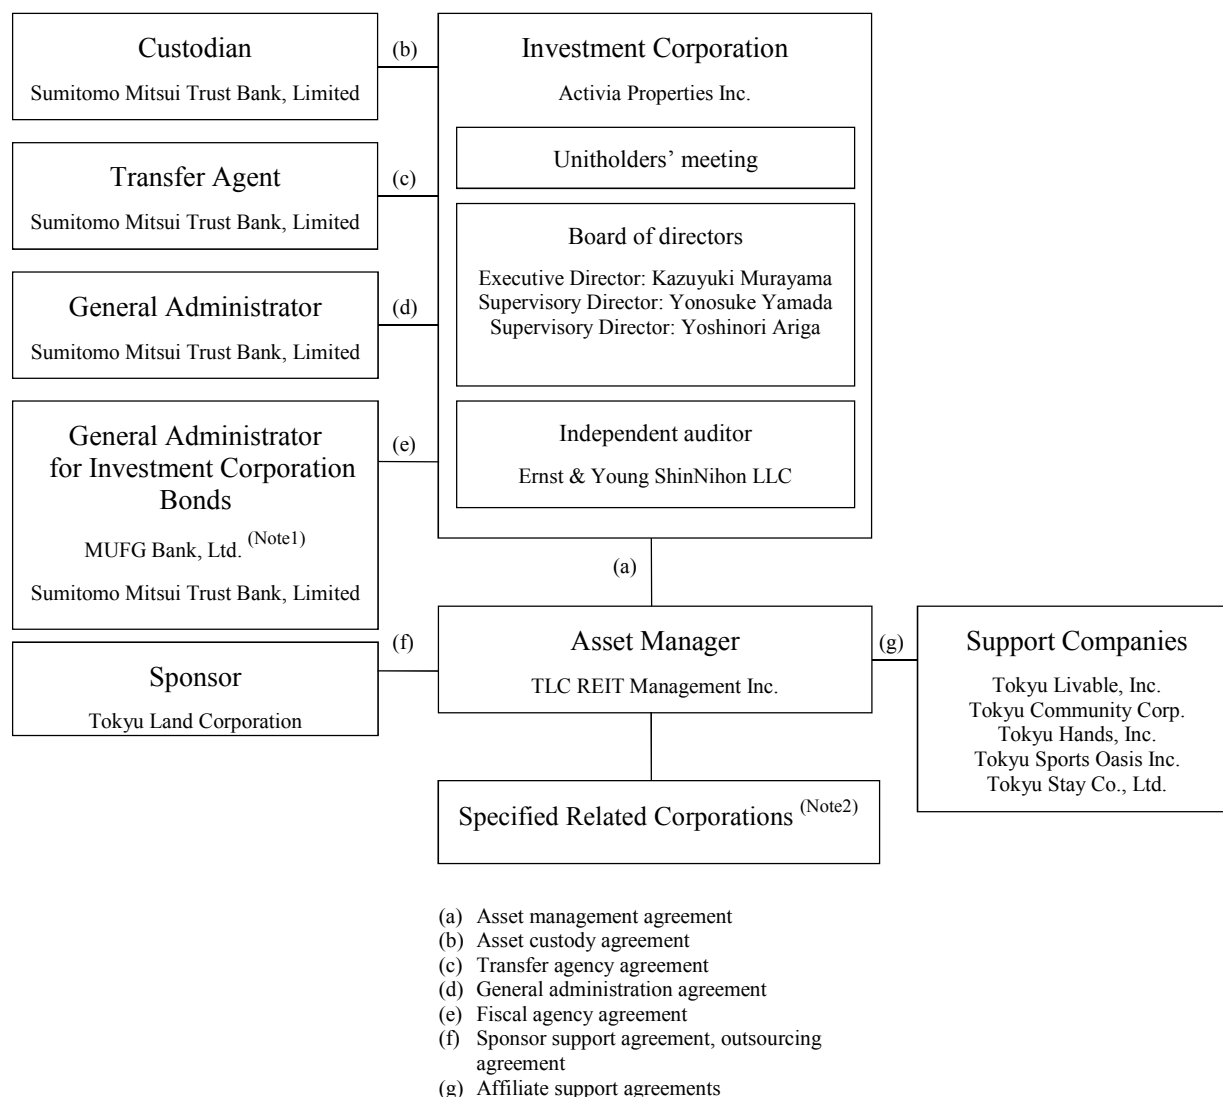 Custodian
Sumitomo Mitsui Trust Bank, Limited
(b)
Investment Corporation
Activia Properties Inc.
Unitholders’ meeting
Transfer Agent
Sumitomo Mitsui Trust Bank, Limited
(c)
Board of directors
Executive Director: Kazuyuki Murayama
Supervisory Director: Yonosuke Yamada
Supervisory Director: Yoshinori Ariga
General Administrator
Sumitomo Mitsui Trust Bank, Limited
(d)
General Administrator
for Investment Corporation
Bonds
MUFG Bank, Ltd. (Note1)
Sumitomo Mitsui Trust Bank, Limited
(e)
Independent auditor
Ernst & Young ShinNihon LLC
(a)
Sponsor
Tokyu Land Corporation
(f)
Asset Manager
TLC REIT Management Inc.
(g)
Support Companies
Tokyu Livable, Inc.
Tokyu Community Corp.
Tokyu Hands, Inc.
Tokyu Sports Oasis Inc.
Tokyu Stay Co., Ltd.
Specified Related Corporations (Note2)
(a) Asset management agreement
(b) Asset custody agreement
(c) Transfer agency agreement
(d) General administration agreement
(e) Fiscal agency agreement
(f) Sponsor support agreement, outsourcing
agreement
(g) Affiliate support agreements